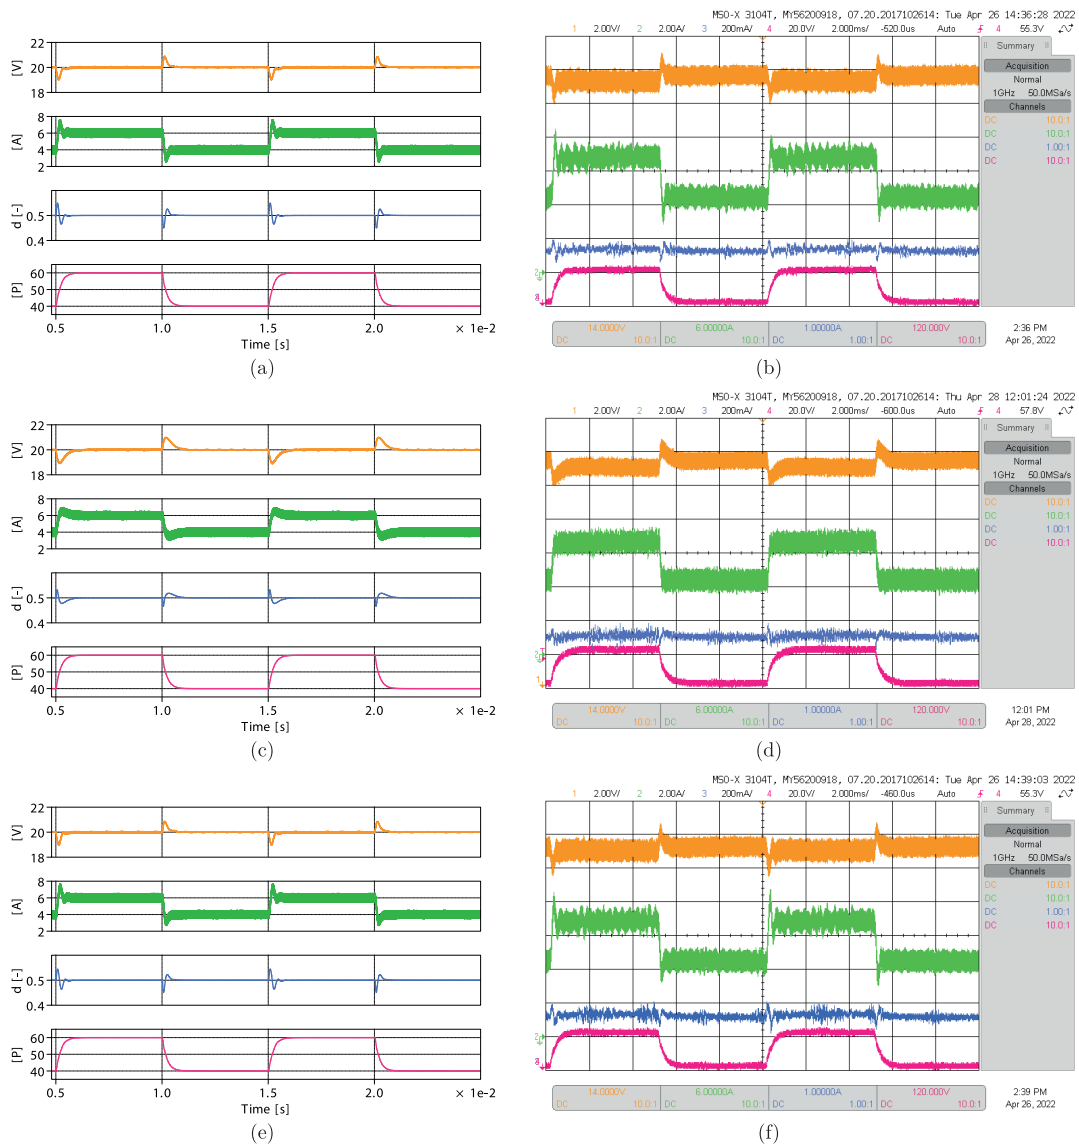 22
20
18
[V]
8
6
4
2
[A]
0.5
0.4
d [-]
60
50
40
[P]
0.5 1.0 1.5 2.0 × 1e-2
Time [s]
(a)
MSO-X 3104T, MY56200918, 07.20.2017102614: Tue Apr 26 14:36:28 2022
1 2.00V/ 2 2.00A/ 3 200mA/ 4 20.0V/ 2.000ms/ -520.0us Auto 4 55.3V
Summary
Acquisition
Normal
1GHz 50.0MSa/s
Channels
DC 10.0:1
DC 10.0:1
DC 1.00:1
DC 10.0:1
14.0000V 6.00000A 1.00000A 120.000V
DC 10.0:1 DC 10.0:1 DC 1.00:1 DC 10.0:1
2:36 PM
Apr 26, 2022
(b)
22
20
18
[V]
8
6
4
2
[A]
0.5
0.4
d [-]
60
50
40
[P]
0.5 1.0 1.5 2.0 × 1e-2
Time [s]
(c)
MSO-X 3104T, MY56200918, 07.20.2017102614: Thu Apr 28 12:01:24 2022
1 2.00V/ 2 2.00A/ 3 200mA/ 4 20.0V/ 2.000ms/ -600.0us Auto 4 57.8V
Summary
Acquisition
Normal
1GHz 50.0MSa/s
Channels
DC 10.0:1
DC 10.0:1
DC 1.00:1
DC 10.0:1
14.0000V 6.00000A 1.00000A 120.000V
DC 10.0:1 DC 10.0:1 DC 1.00:1 DC 10.0:1
12:01 PM
Apr 28, 2022
(d)
22
20
18
[V]
8
6
4
2
[A]
0.5
0.4
d [-]
60
50
40
[P]
0.5 1.0 1.5 2.0 × 1e-2
Time [s]
(e)
MSO-X 3104T, MY56200918, 07.20.2017102614: Tue Apr 26 14:39:03 2022
1 2.00V/ 2 2.00A/ 3 200mA/ 4 20.0V/ 2.000ms/ -460.0us Auto 4 55.3V
Summary
Acquisition
Normal
1GHz 50.0MSa/s
Channels
DC 10.0:1
DC 10.0:1
DC 1.00:1
DC 10.0:1
14.0000V 6.00000A 1.00000A 120.000V
DC 10.0:1 DC 10.0:1 DC 1.00:1 DC 10.0:1
2:39 PM
Apr 26, 2022
(f)